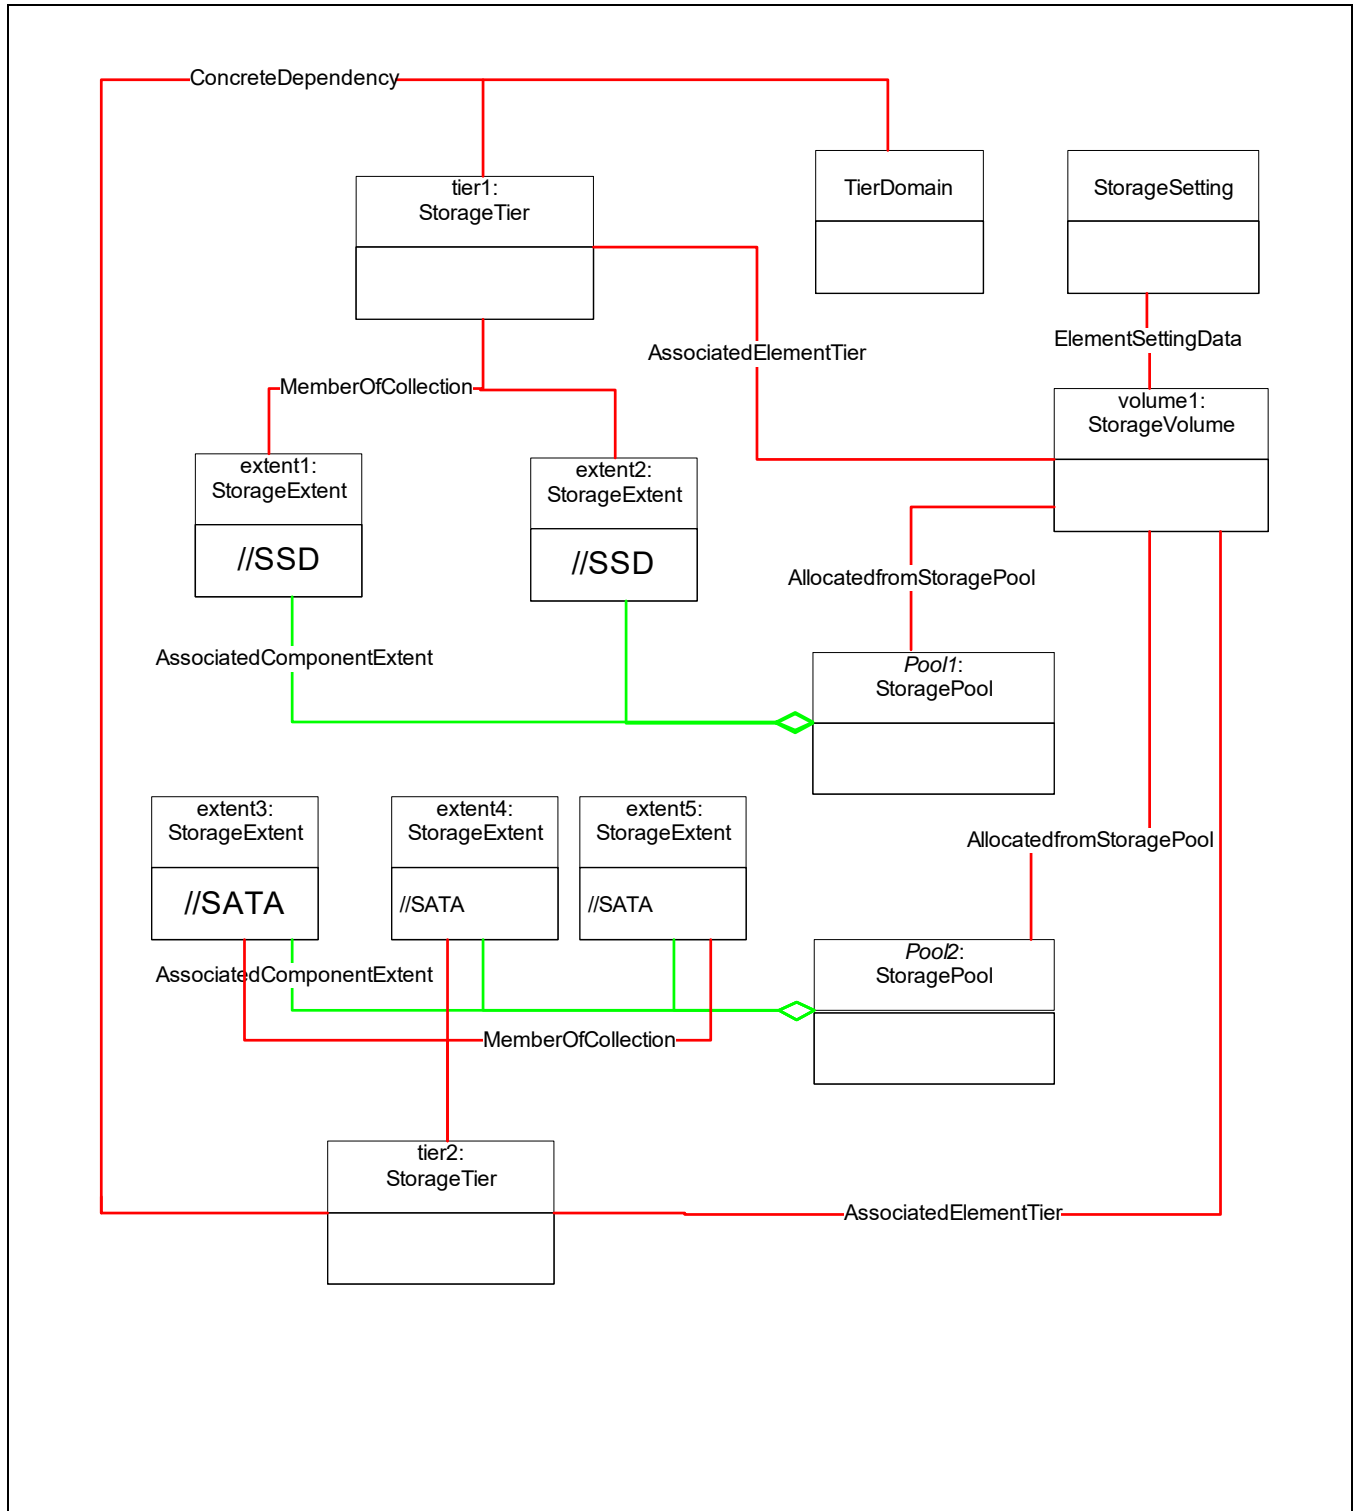 ConcreteDependency
tier1:
StorageTier
TierDomain
StorageSetting
AssociatedElementTier
ElementSettingData
MemberOfCollection
volume1:
StorageVolume
extent1:
StorageExtent
//SSD
extent2:
StorageExtent
//SSD
AllocatedfromStoragePool
AssociatedComponentExtent
Pool1:
StoragePool
extent3:
StorageExtent
//SATA
extent4:
StorageExtent
//SATA
extent5:
StorageExtent
//SATA
AllocatedfromStoragePool
AssociatedComponentExtent
Pool2:
StoragePool
MemberOfCollection
tier2:
StorageTier
AssociatedElementTier